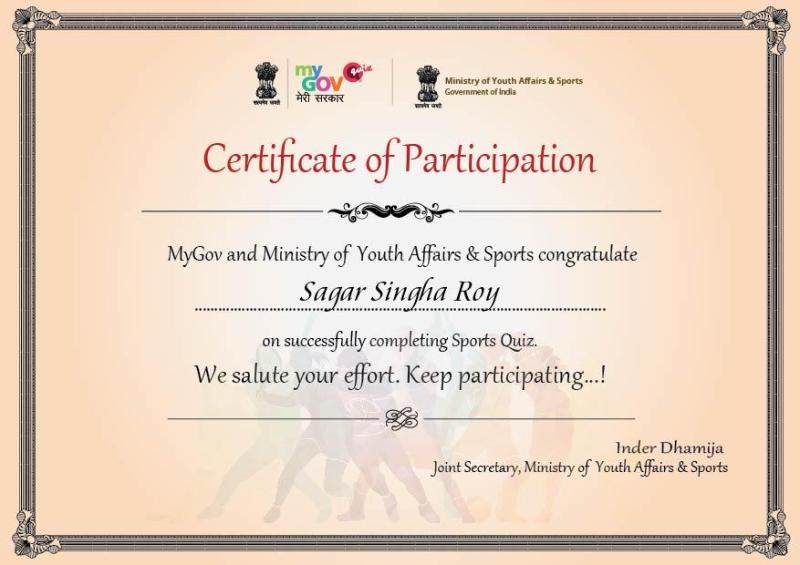 my
GOV
quiz
मेरी सरकार
सत्यमेव जयते
सत्यमेव जयते
Ministry of Youth Affairs & Sports
Government of India
Certificate of Participation
MyGov and Ministry of Youth Affairs & Sports congratulate
Sagar Singha Roy
on successfully completing Sports Quiz.
We salute your effort. Keep participating...!
Inder Dhamija
Joint Secretary, Ministry of Youth Affairs & Sports